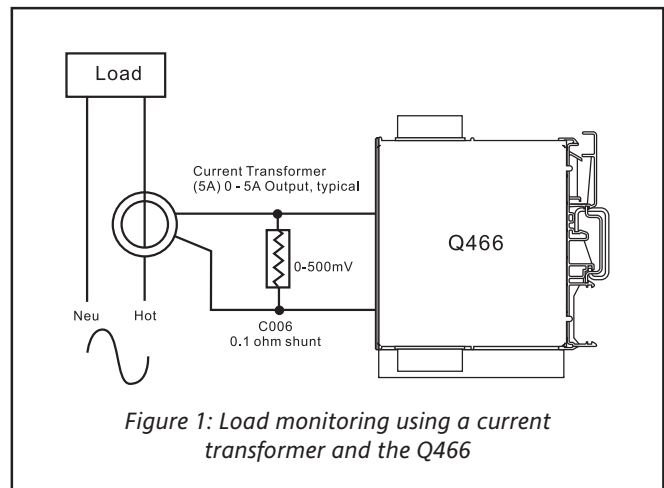 Load
Current Transformer
(5A) 0 - 5A Output, typical
Q466
0-500mV
Neu
Hot
C006
0.1 ohm shunt
Figure 1: Load monitoring using a current
transformer and the Q466